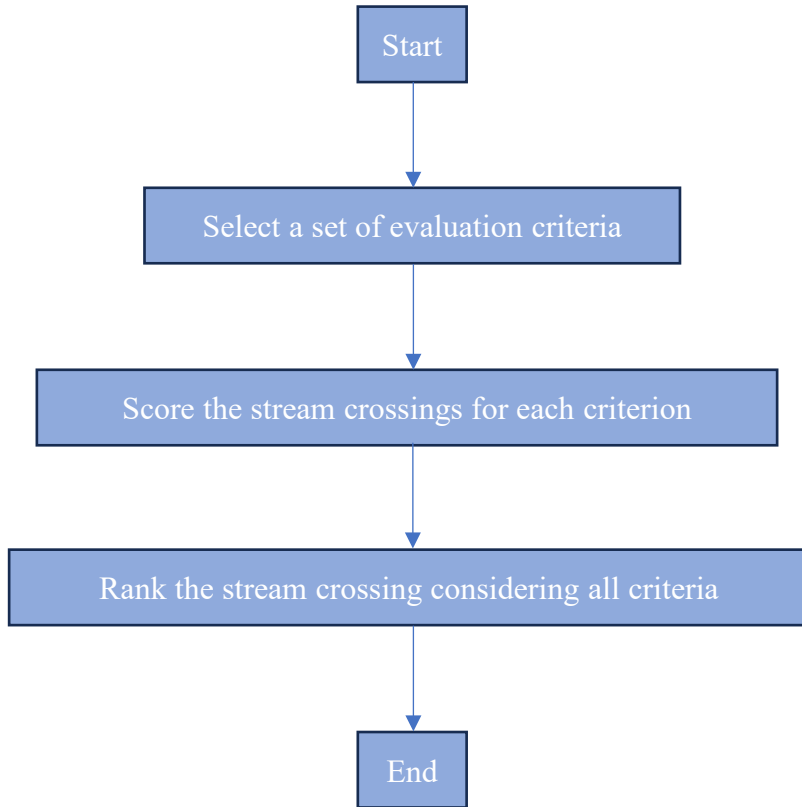 Start
Select a set of evaluation criteria
Score the stream crossings for each criterion
Rank the stream crossing considering all criteria
End